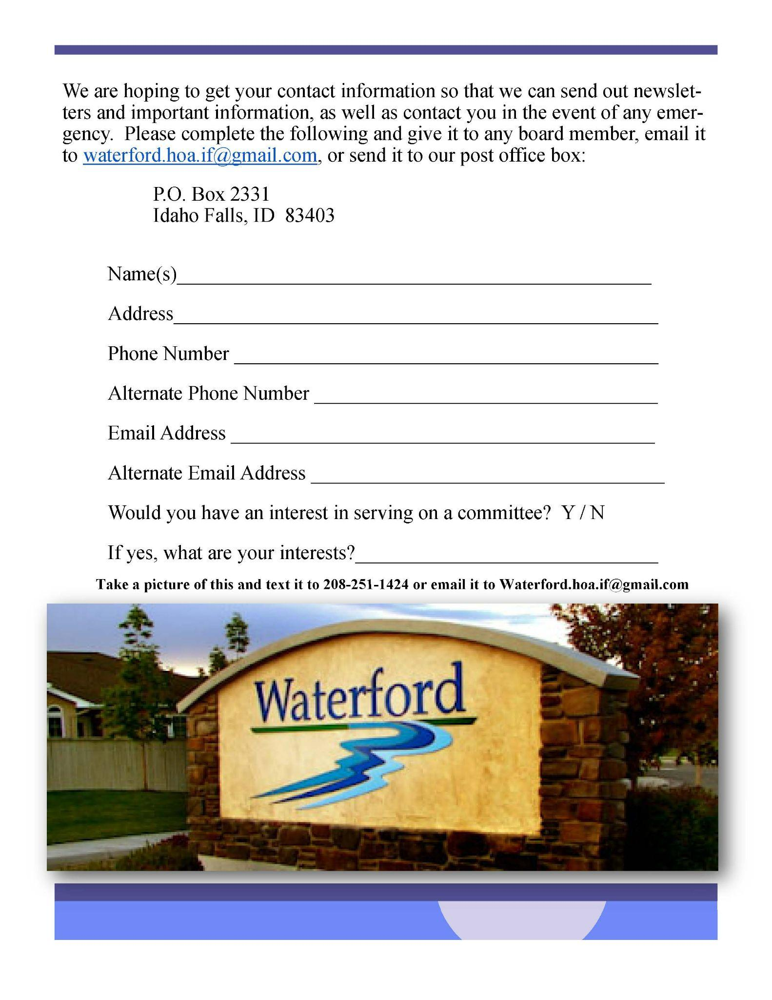 We are hoping to get your contact information so that we can send out newslet-
ters and important information, as well as contact you in the event of any emer-
gency.  Please complete the following and give it to any board member, email it
to waterford.hoa.if@gmail.com, or send it to our post office box:
P.O. Box 2331
Idaho Falls, ID  83403
Name(s)
Address
Phone Number
Alternate Phone Number
Email Address
Alternate Email Address
Would you have an interest in serving on a committee?  Y / N
If yes, what are your interests?
Take a picture of this and text it to 208-251-1424 or email it to Waterford.hoa.if@gmail.com
Waterford